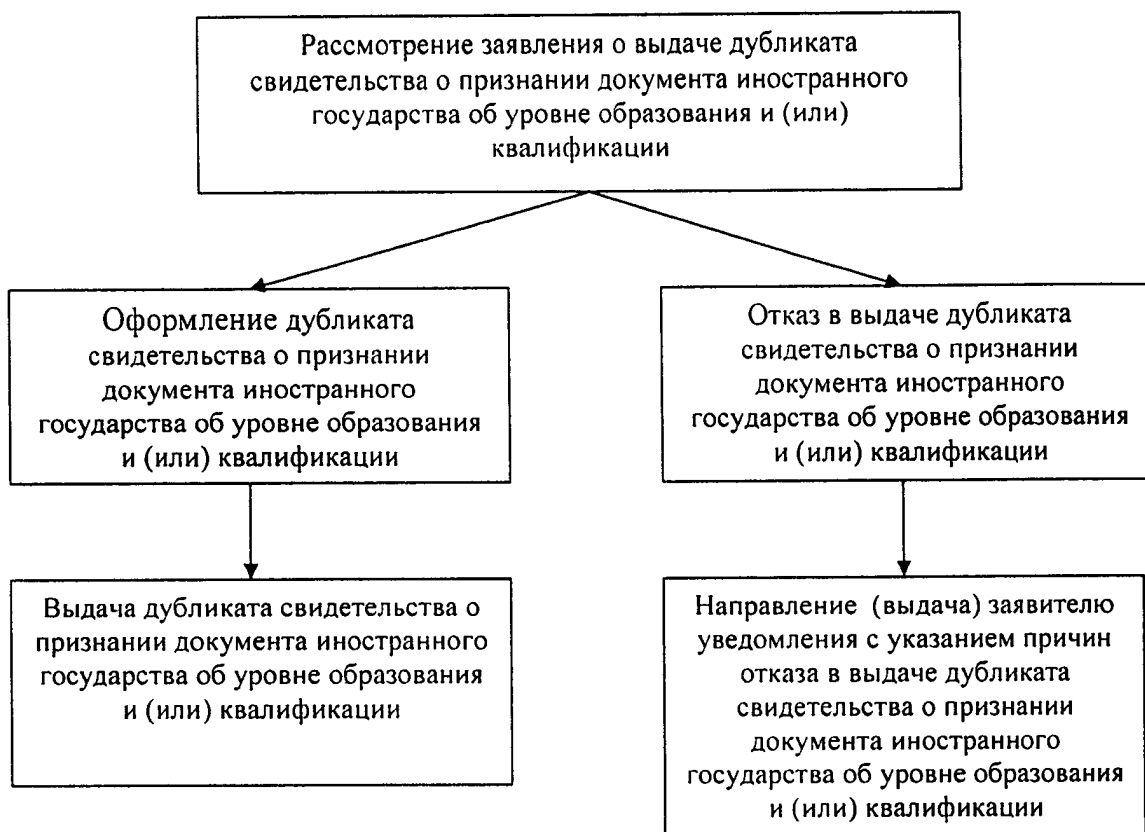 Рассмотрение заявления о выдаче дубликата
свидетельства о признании документа иностранного
государства об уровне образования и (или)
квалификации
Оформление дубликата
свидетельства о признании
документа иностранного
государства об уровне образования
и (или) квалификации
Отказ в выдаче дубликата
свидетельства о признании
документа иностранного
государства об уровне образования
и (или) квалификации
Выдача дубликата свидетельства о
признании документа иностранного
государства об уровне образования
и (или) квалификации
Направление (выдача) заявителю
уведомления с указанием причин
отказа в выдаче дубликата
свидетельства о признании
документа иностранного
государства об уровне образования
и (или) квалификации